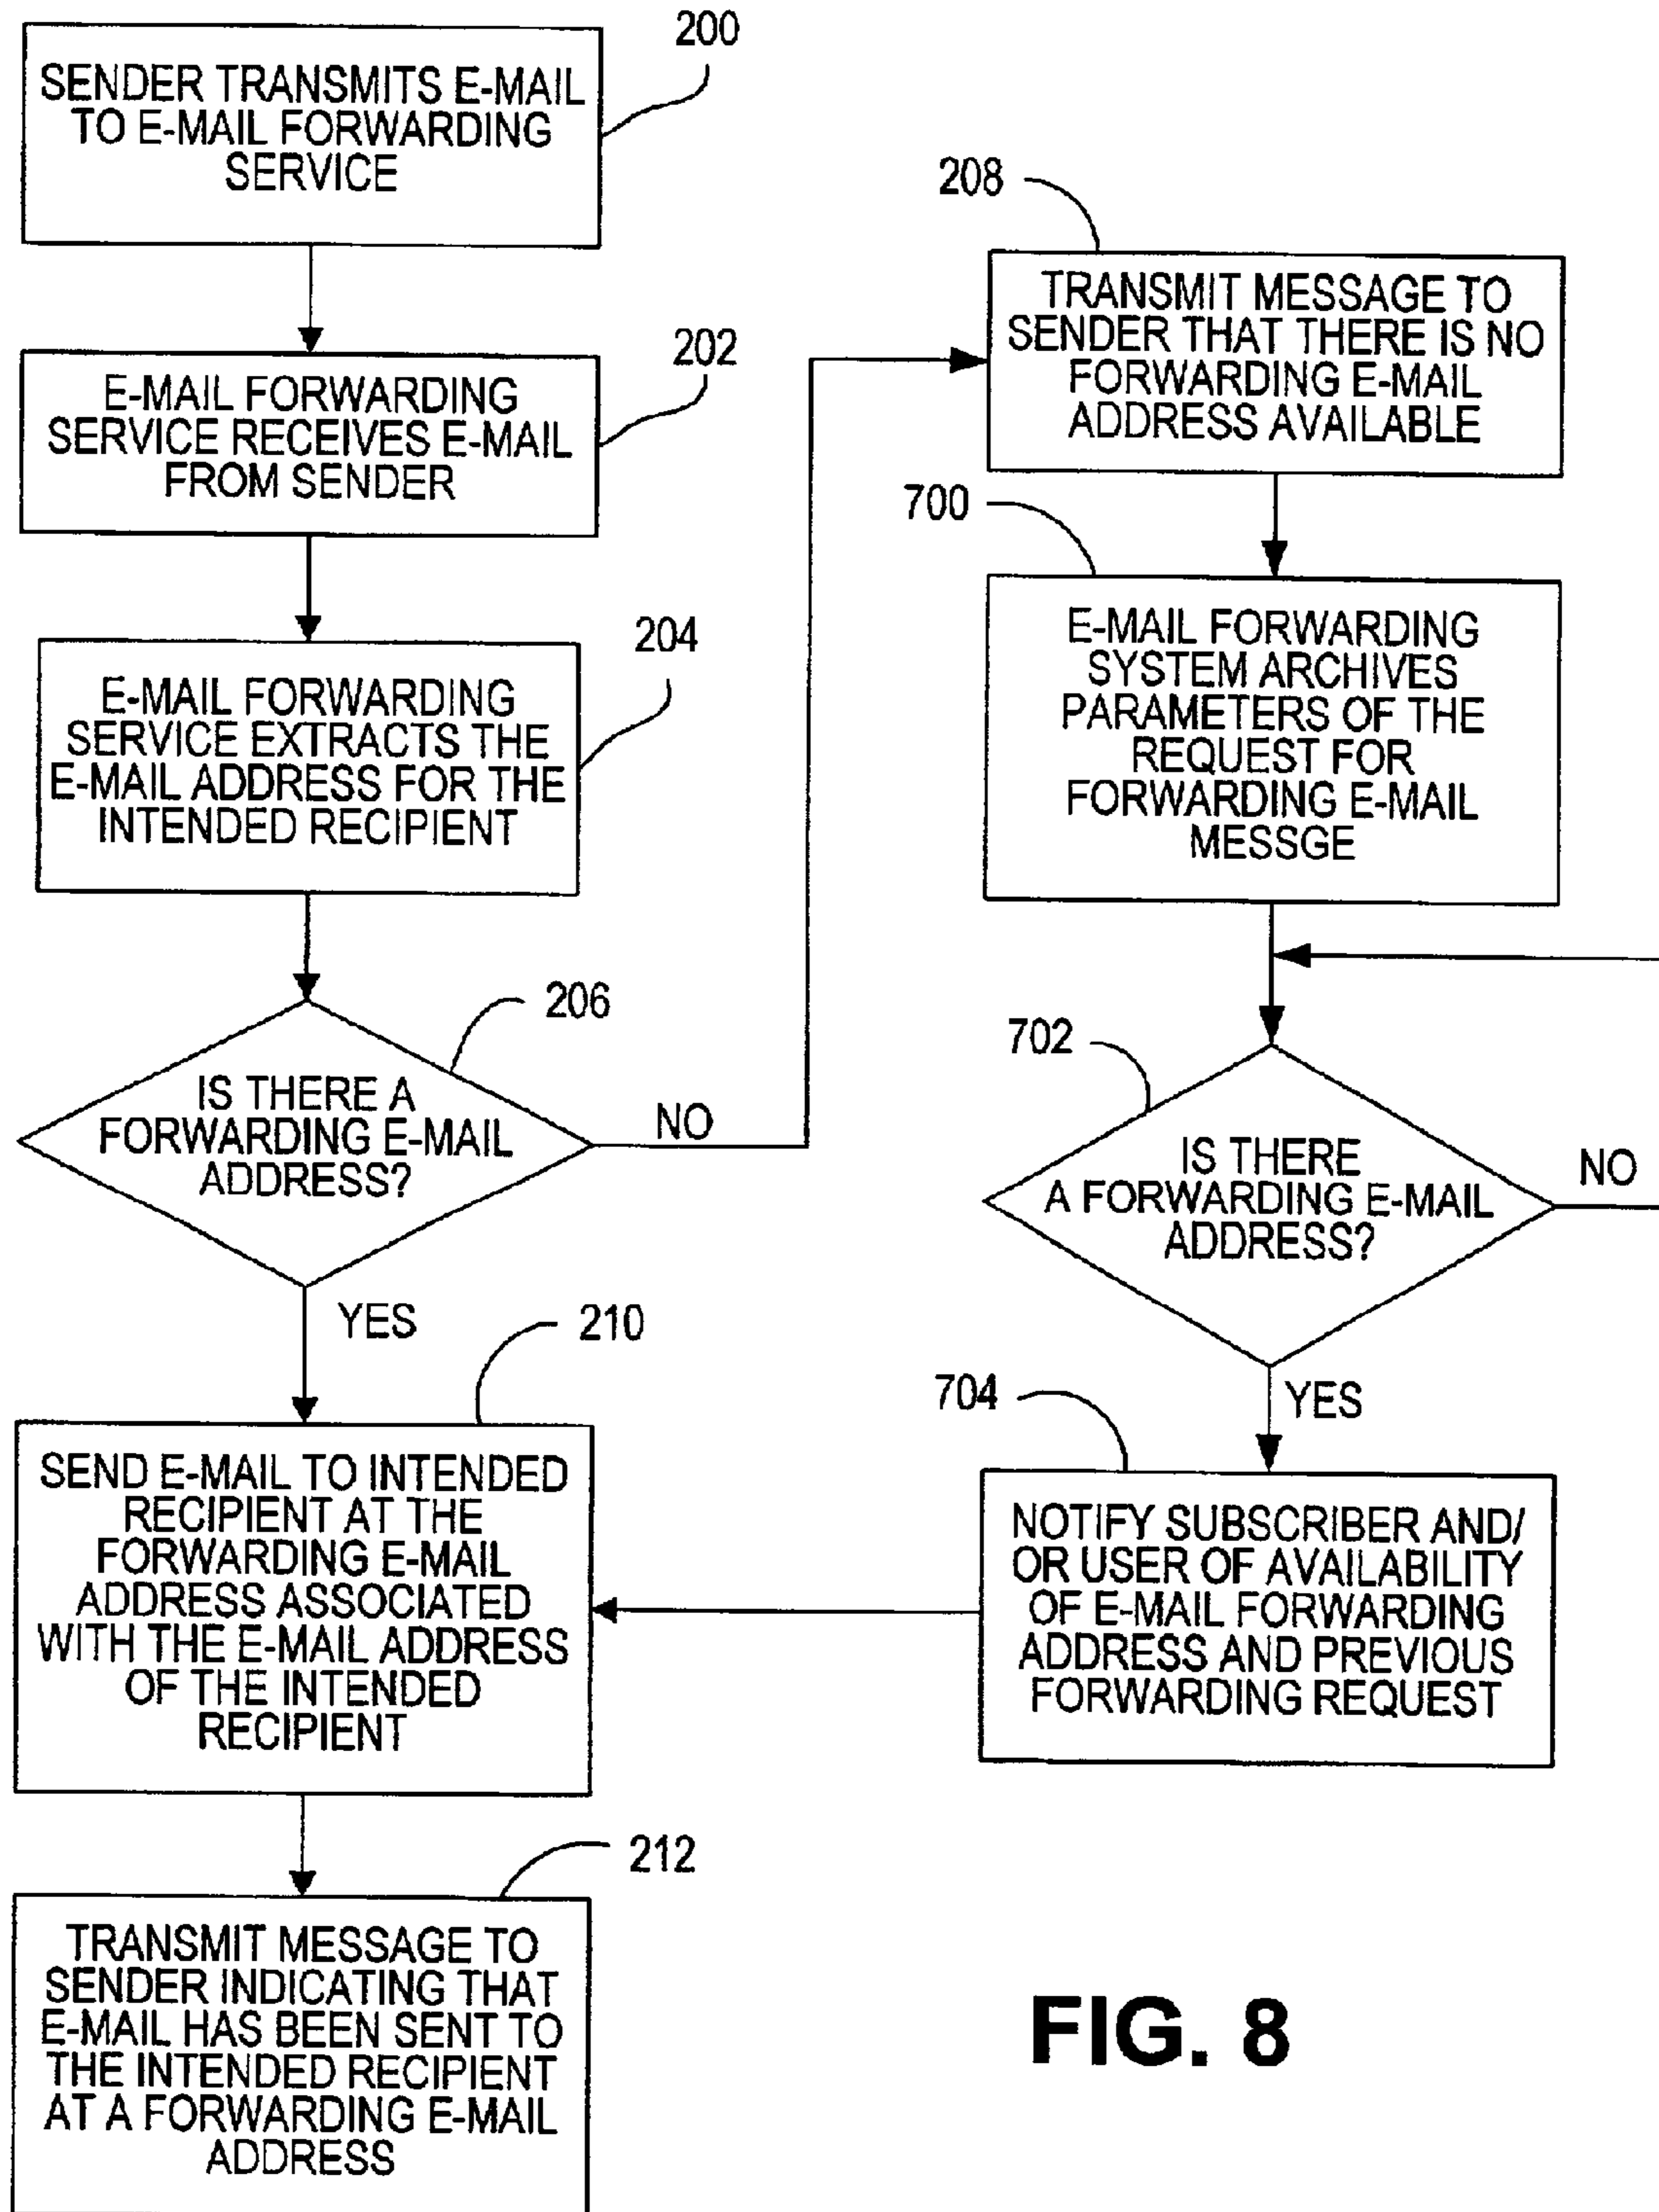 200
SENDER TRANSMITS E-MAIL
TO E-MAIL FORWARDING
SERVICE
202
E-MAIL FORWARDING
SERVICE RECEIVES E-MAIL
FROM SENDER
204
E-MAIL FORWARDING
SERVICE EXTRACTS THE
E-MAIL ADDRESS FOR THE
INTENDED RECIPIENT
206
IS THERE A
FORWARDING E-MAIL
ADDRESS?
NO
YES
210
SEND E-MAIL TO INTENDED
RECIPIENT AT THE
FORWARDING E-MAIL
ADDRESS ASSOCIATED
WITH THE E-MAIL ADDRESS
OF THE INTENDED
RECIPIENT
212
TRANSMIT MESSAGE TO
SENDER INDICATING THAT
E-MAIL HAS BEEN SENT TO
THE INTENDED RECIPIENT
AT A FORWARDING E-MAIL
ADDRESS
208
TRANSMIT MESSAGE TO
SENDER THAT THERE IS NO
FORWARDING E-MAIL
ADDRESS AVAILABLE
700
E-MAIL FORWARDING
SYSTEM ARCHIVES
PARAMETERS OF THE
REQUEST FOR
FORWARDING E-MAIL
MESSGE
702
IS THERE
A FORWARDING E-MAIL
ADDRESS?
NO
YES
704
NOTIFY SUBSCRIBER AND/
OR USER OF AVAILABILITY
OF E-MAIL FORWARDING
ADDRESS AND PREVIOUS
FORWARDING REQUEST
FIG. 8